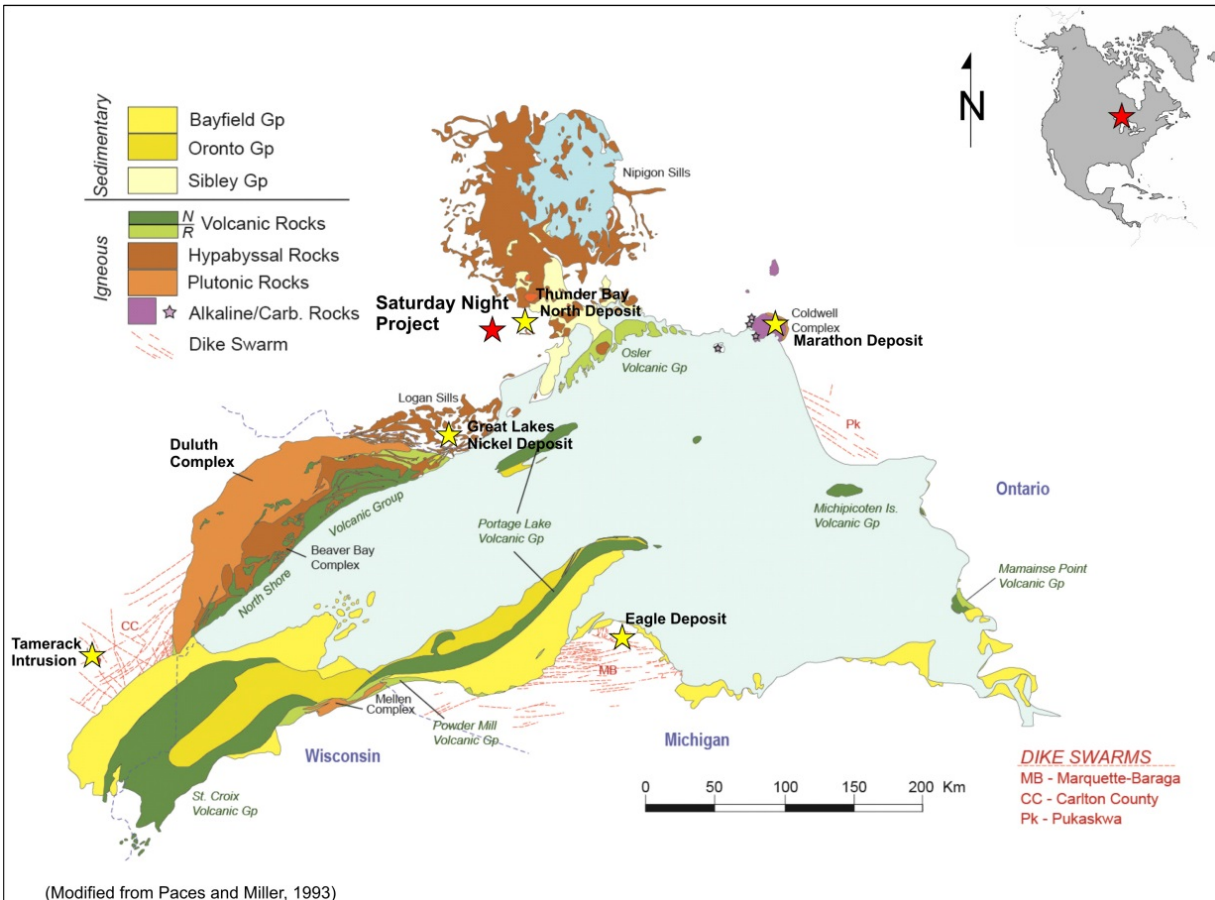 Sedimentary
Bayfield Gp
Oronto Gp
Sibley Gp
Igneous
N
R
Volcanic Rocks
Hypabyssal Rocks
Plutonic Rocks
Alkaline/Carb. Rocks
Dike Swarm
N
Nipigon Sills
Saturday Night
Project
Thunder Bay
North Deposit
Coldwell
Complex
Marathon Deposit
Osler
Volcanic Gp
Logan Sills
Great Lakes
Nickel Deposit
Pk
Duluth
Complex
Ontario
Michipicoten Is.
Volcanic Gp
Portage Lake
Volcanic Gp
Volcanic Group
Beaver Bay
Complex
North Shore
Mamainse Point
Volcanic Gp
CC
Eagle Deposit
Tamerack
Intrusion
MB
Mellen
Complex
Powder Mill
Volcanic Gp
Wisconsin
Michigan
St. Croix
Volcanic Gp
0 50 100 150 200 Km
DIKE SWARMS
MB - Marquette-Baraga
CC - Carlton County
Pk - Pukaskwa
(Modified from Paces and Miller, 1993)